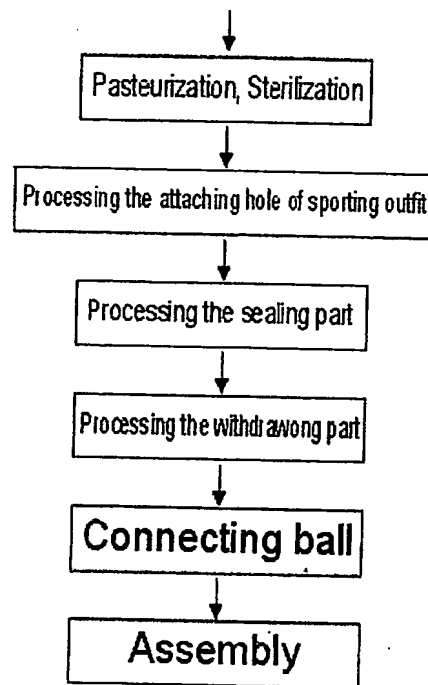 Pasteurization, Sterilization
Processing the attaching hole of sporting outfit
Processing the sealing part
Processing the withdrawong part
Connecting ball
Assembly